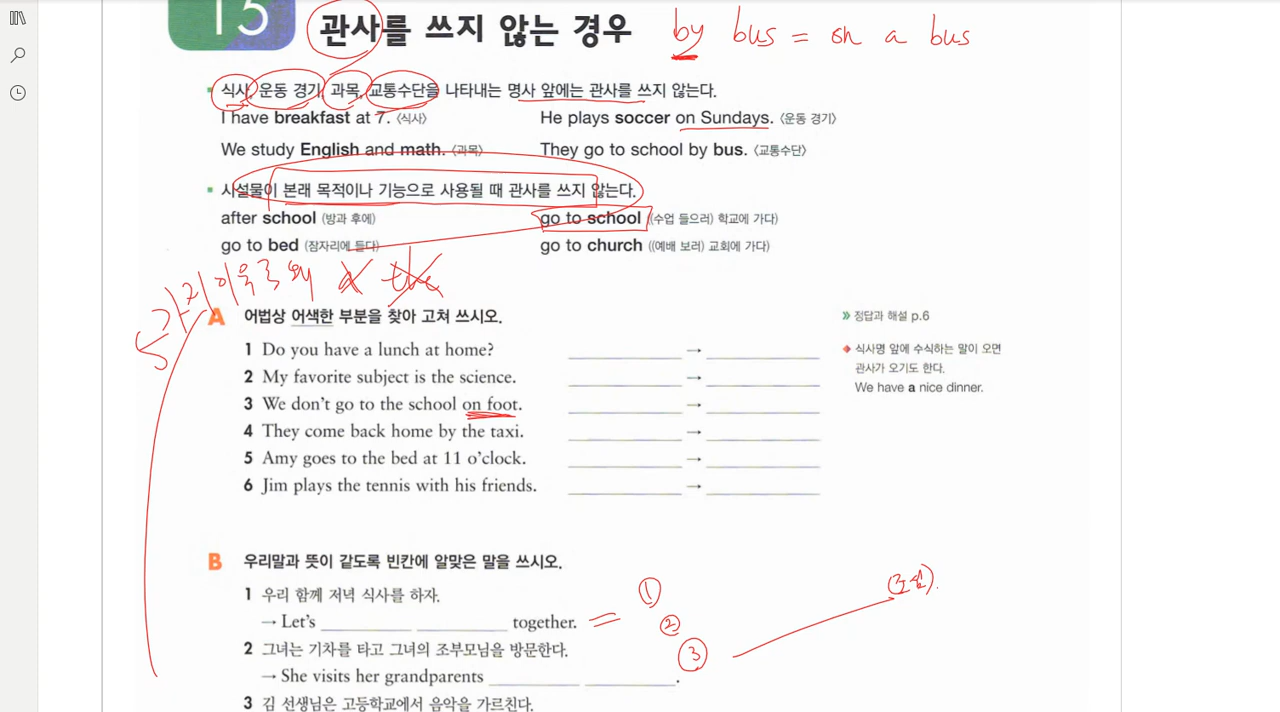 15 관사를 쓰지 않는 경우 by bus = on a bus
식사, 운동 경기, 과목, 교통수단을 나타내는 명사 앞에는 관사를 쓰지 않는다.
I have breakfast at 7. 〈식사〉 He plays soccer on Sundays. 〈운동 경기〉
We study English and math. 〈과목〉 They go to school by bus. 〈교통수단〉
시설물이 본래 목적이나 기능으로 사용될 때 관사를 쓰지 않는다.
after school (방과 후에) go to school ((수업 들으러) 학교에 가다)
go to bed (잠자리에 들다) go to church ((예배 보러) 교회에 가다)
5가지 이유로 a the
A 어법상 어색한 부분을 찾아 고쳐 쓰시오.
» 정답과 해설 p.6
1 Do you have a lunch at home? →
2 My favorite subject is the science. →
3 We don't go to the school on foot. →
4 They come back home by the taxi. →
5 Amy goes to the bed at 11 o'clock. →
6 Jim plays the tennis with his friends. →
식사명 앞에 수식하는 말이 오면
관사가 오기도 한다.
We have a nice dinner.
B 우리말과 뜻이 같도록 빈칸에 알맞은 말을 쓰시오.
1 우리 함께 저녁 식사를 하자. ①
→ Let's together. = ②
2 그녀는 기차를 타고 그녀의 조부모님을 방문한다. ③
→ She visits her grandparents .
3 김 선생님은 고등학교에서 음악을 가르친다.